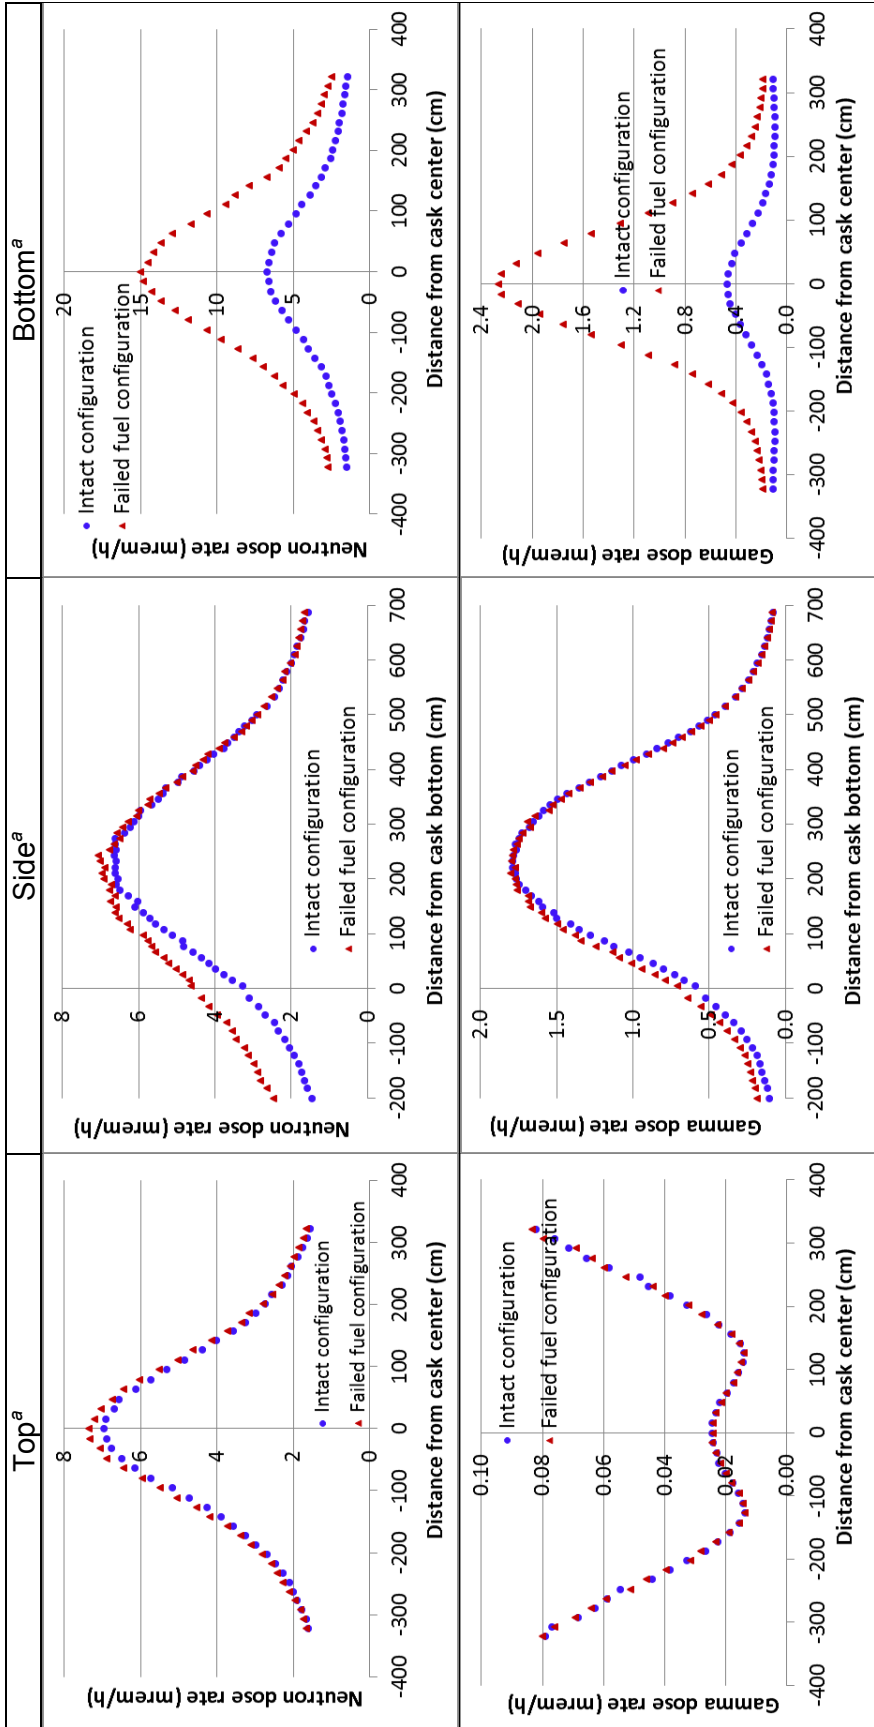 Top^a
Side^a
Bottom^a
Neutron dose rate (mrem/h)
8
6
4
2
0
-400 -300 -200 -100 0 100 200 300 400
Distance from cask center (cm)
Intact configuration
Failed fuel configuration
Neutron dose rate (mrem/h)
8
6
4
2
0
-200 -100 0 100 200 300 400 500 600 700
Distance from cask bottom (cm)
Intact configuration
Failed fuel configuration
Neutron dose rate (mrem/h)
20
15
10
5
0
-400 -300 -200 -100 0 100 200 300 400
Distance from cask center (cm)
Intact configuration
Failed fuel configuration
Gamma dose rate (mrem/h)
0.10
0.08
0.06
0.04
0.02
0.00
-400 -300 -200 -100 0 100 200 300 400
Distance from cask center (cm)
Intact configuration
Failed fuel configuration
Gamma dose rate (mrem/h)
2.0
1.5
1.0
0.5
0.0
-200 -100 0 100 200 300 400 500 600 700
Distance from cask bottom (cm)
Intact configuration
Failed fuel configuration
Gamma dose rate (mrem/h)
2.4
2.0
1.6
1.2
0.8
0.4
0.0
-400 -300 -200 -100 0 100 200 300 400
Distance from cask center (cm)
Intact configuration
Failed fuel configuration